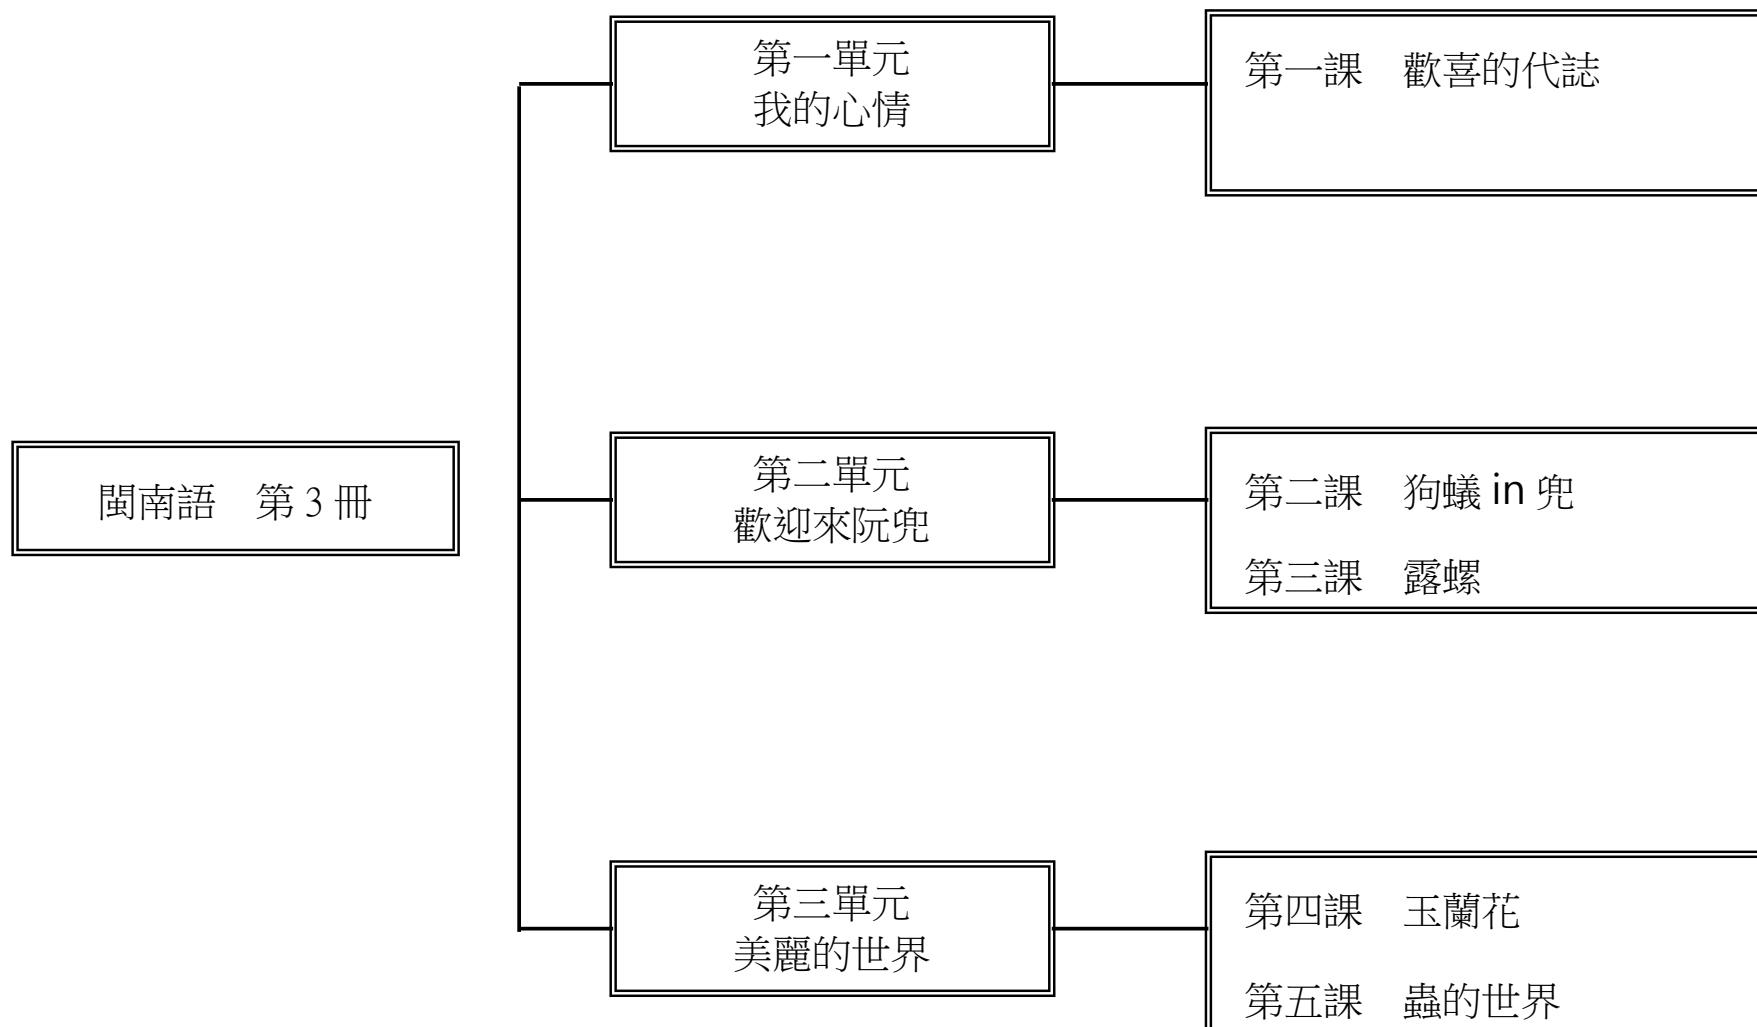 第一單元
我的心情
第一課　歡喜的代誌
閩南語　第 3 冊
第二單元
歡迎來阮兜
第二課　狗蟻 in 兜
第三課　露螺
第三單元
美麗的世界
第四課　玉蘭花
第五課　蟲的世界